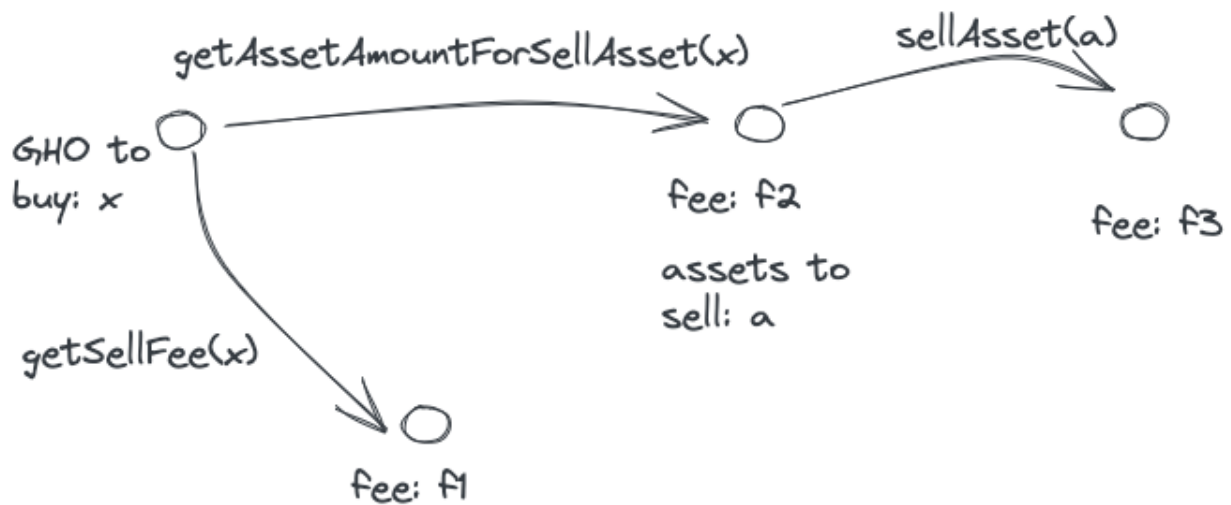 getAssetAmountForSellAsset(x)
sellAsset(a)
GHO to
buy: x
fee: f2
fee: f3
assets to
sell: a
getSellFee(x)
fee: f1